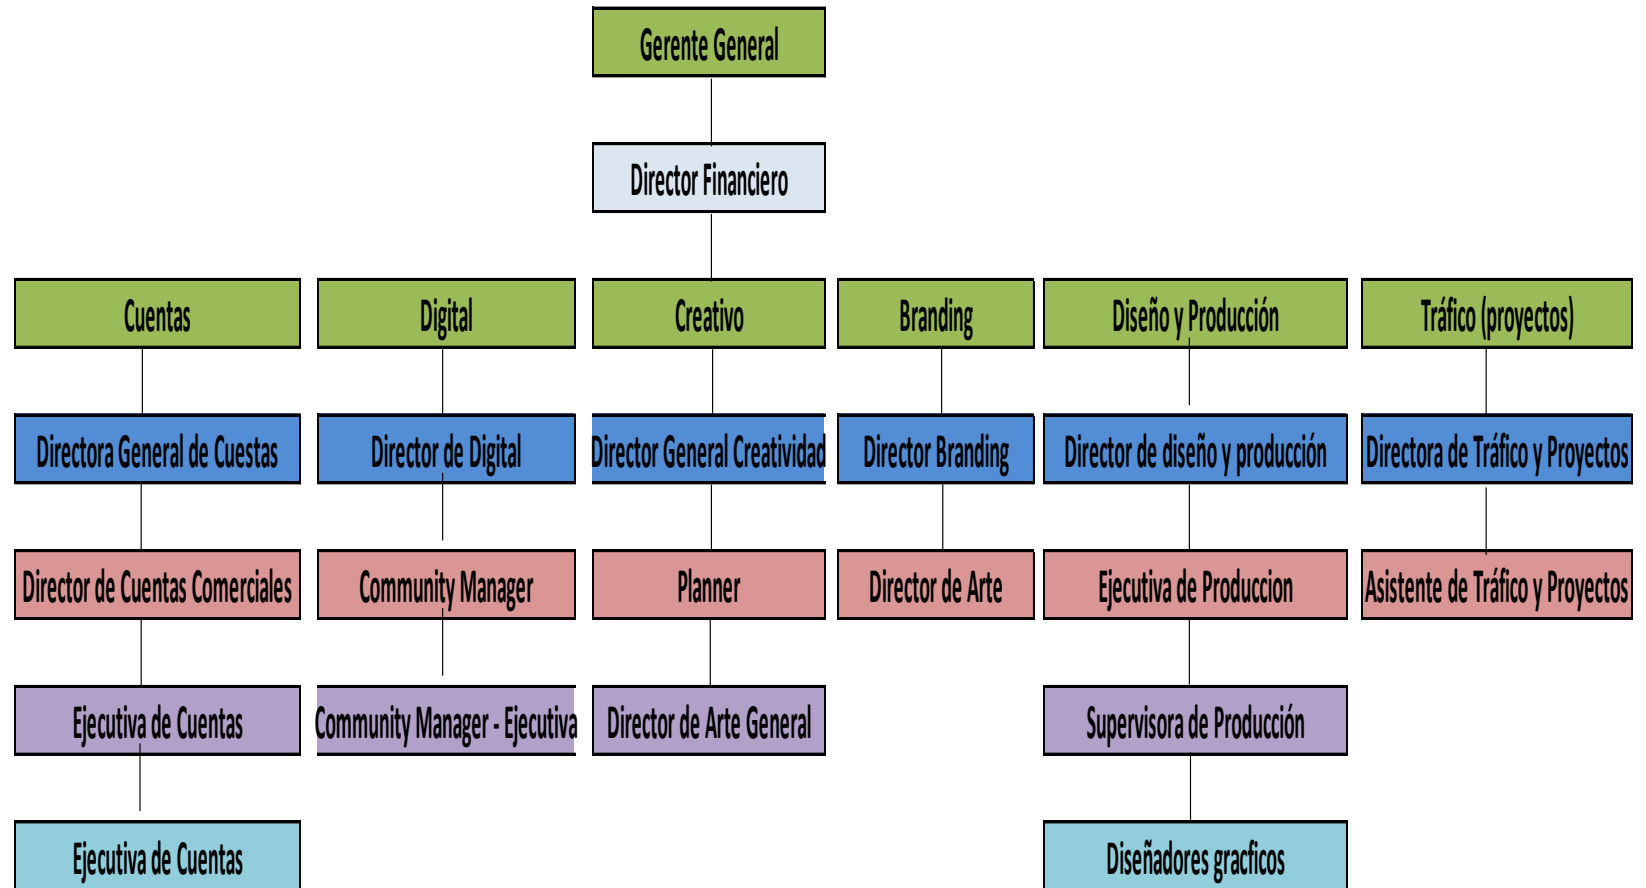 Gerente General
Director Financiero
Cuentas
Digital
Creativo
Branding
Diseño y Producción
Tráfico (proyectos)
Directora General de Cuestas
Director de Digital
Director General Creatividad
Director Branding
Director de diseño y producción
Directora de Tráfico y Proyectos
Director de Cuentas Comerciales
Community Manager
Planner
Director de Arte
Ejecutiva de Produccion
Asistente de Tráfico y Proyectos
Ejecutiva de Cuentas
Community Manager - Ejecutiva
Director de Arte General
Supervisora de Producción
Ejecutiva de Cuentas
Diseñadores gracficos